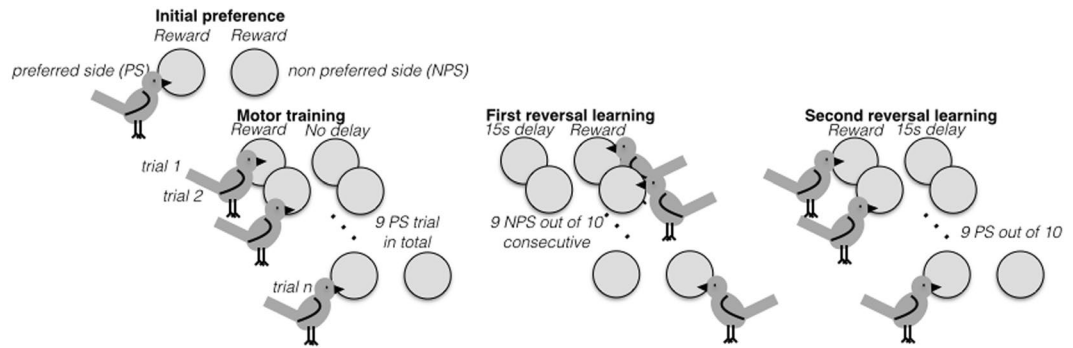 Initial preference
Reward Reward
preferred side (PS) non preferred side (NPS)
Motor training
Reward No delay
trial 1
trial 2
9 PS trial
in total
trial n
First reversal learning
15s delay Reward
9 NPS out of 10
consecutive
Second reversal learning
Reward 15s delay
9 PS out of 10